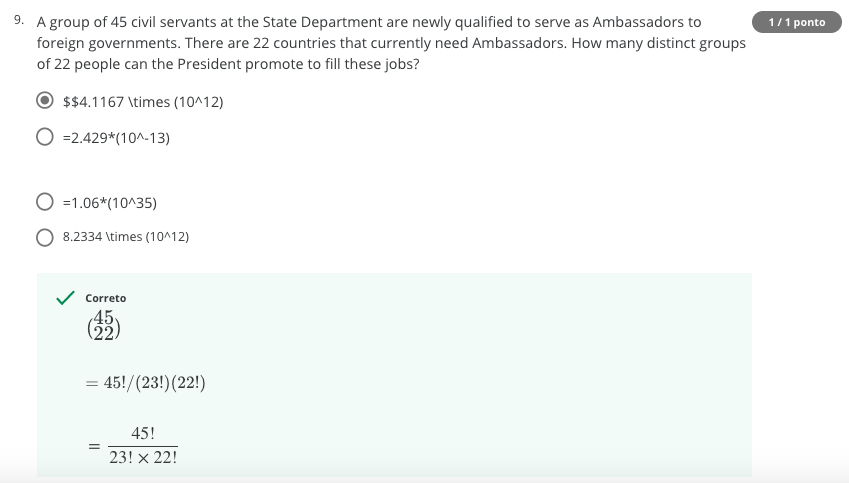 9. A group of 45 civil servants at the State Department are newly qualified to serve as Ambassadors to
1 / 1 ponto
foreign governments. There are 22 countries that currently need Ambassadors. How many distinct groups
of 22 people can the President promote to fill these jobs?
$$4.1167 \times (10^12)
=2.429*(10^-13)
=1.06*(10^35)
8.2334 \times (10^12)
Correto
(45
22)
= 45!/(23!)(22!)
= 45!
23! × 22!